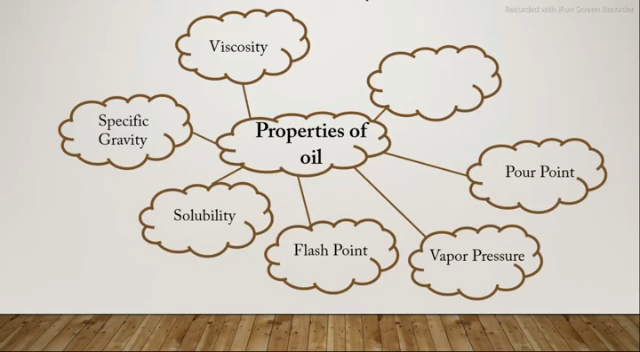 Recorded with iFun Screen Recorder
Viscosity
Specific
Gravity
Properties of
oil
Pour Point
Solubility
Flash Point
Vapor Pressure